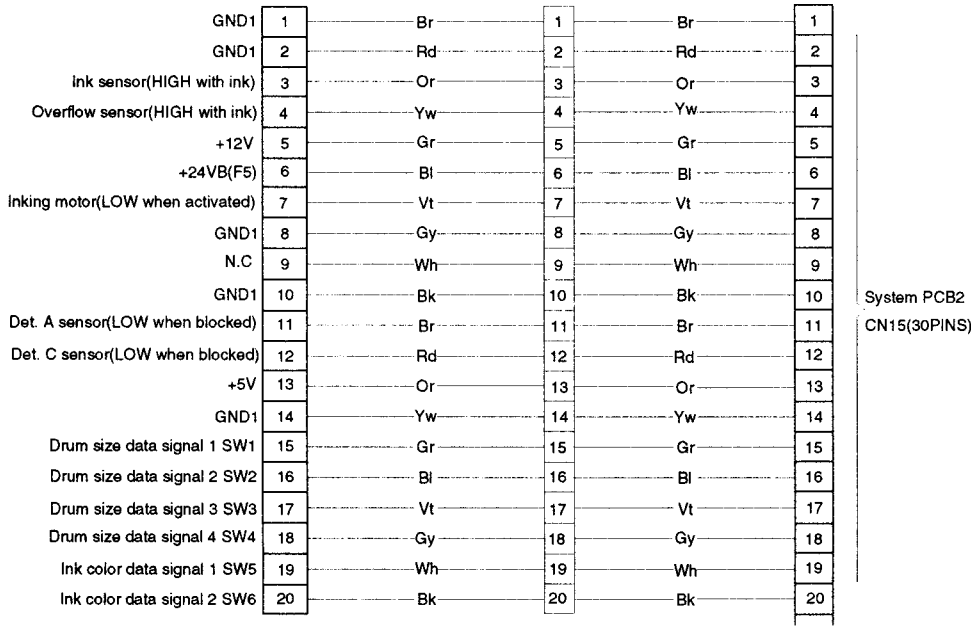 GND1 1 Br 1 Br 1
GND1 2 Rd 2 Rd 2
Ink sensor(HIGH with ink) 3 Or 3 Or 3
Overflow sensor(HIGH with ink) 4 Yw 4 Yw 4
+12V 5 Gr 5 Gr 5
+24VB(F5) 6 Bl 6 Bl 6
Inking motor(LOW when activated) 7 Vt 7 Vt 7
GND1 8 Gy 8 Gy 8
N.C 9 Wh 9 Wh 9
GND1 10 Bk 10 Bk 10 System PCB2
Det. A sensor(LOW when blocked) 11 Br 11 Br 11 CN15(30PINS)
Det. C sensor(LOW when blocked) 12 Rd 12 Rd 12
+5V 13 Or 13 Or 13
GND1 14 Yw 14 Yw 14
Drum size data signal 1 SW1 15 Gr 15 Gr 15
Drum size data signal 2 SW2 16 Bl 16 Bl 16
Drum size data signal 3 SW3 17 Vt 17 Vt 17
Drum size data signal 4 SW4 18 Gy 18 Gy 18
Ink color data signal 1 SW5 19 Wh 19 Wh 19
Ink color data signal 2 SW6 20 Bk 20 Bk 20